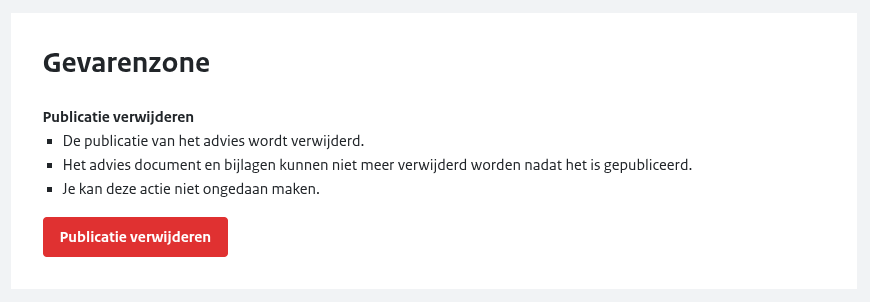 Gevarenzone
Publicatie verwijderen
De publicatie van het advies wordt verwijderd.
Het advies document en bijlagen kunnen niet meer verwijderd worden nadat het is gepubliceerd.
Je kan deze actie niet ongedaan maken.
Publicatie verwijderen